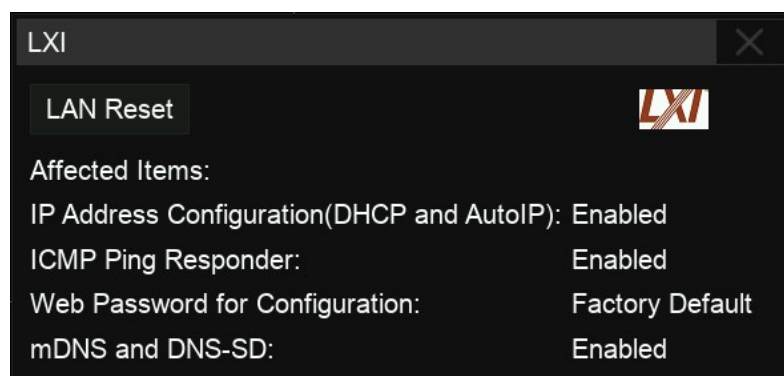 LXI
LAN Reset
LXI
Affected Items:
IP Address Configuration(DHCP and AutoIP): Enabled
ICMP Ping Responder: Enabled
Web Password for Configuration: Factory Default
mDNS and DNS-SD: Enabled